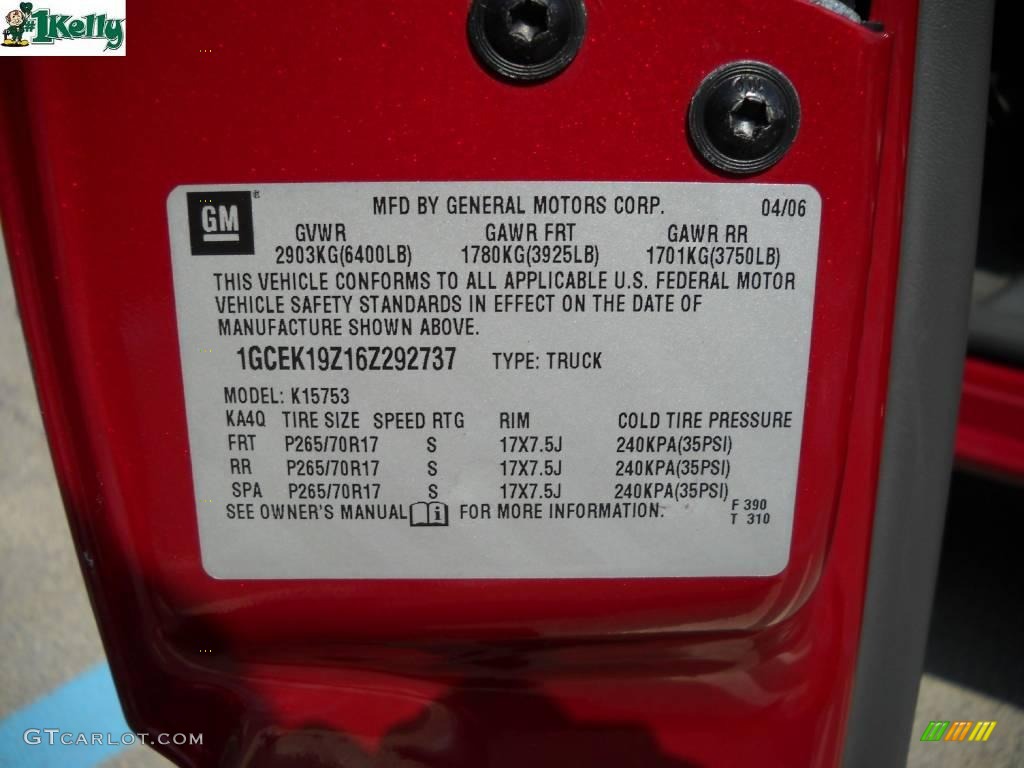 #1Kelly
GM
MFD BY GENERAL MOTORS CORP. 04/06
GVWR GAWR FRT GAWR RR
2903KG(6400LB) 1780KG(3925LB) 1701KG(3750LB)
THIS VEHICLE CONFORMS TO ALL APPLICABLE U.S. FEDERAL MOTOR
VEHICLE SAFETY STANDARDS IN EFFECT ON THE DATE OF
MANUFACTURE SHOWN ABOVE.
1GCEK19Z16Z292737 TYPE: TRUCK
MODEL: K15753
KA4Q TIRE SIZE SPEED RTG RIM COLD TIRE PRESSURE
FRT P265/70R17 S 17X7.5J 240KPA(35PSI)
RR P265/70R17 S 17X7.5J 240KPA(35PSI)
SPA P265/70R17 S 17X7.5J 240KPA(35PSI)
SEE OWNER'S MANUAL i FOR MORE INFORMATION.
F 390
T 310
GTCARLOT.COM